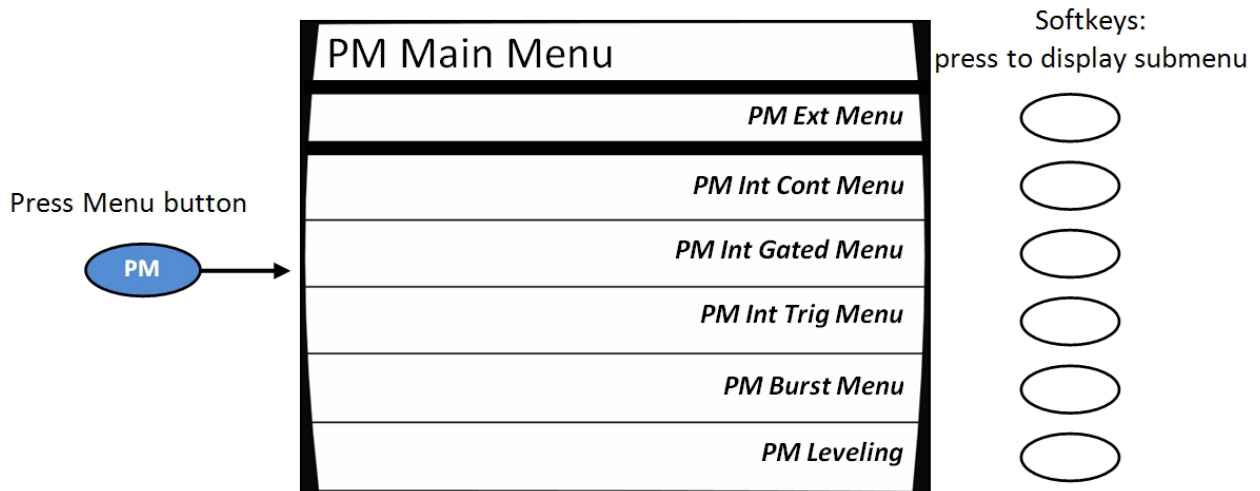 Softkeys:
press to display submenu
PM Main Menu
PM Ext Menu
PM Int Cont Menu
Press Menu button
PM Int Gated Menu
PM
PM Int Trig Menu
PM Burst Menu
PM Leveling